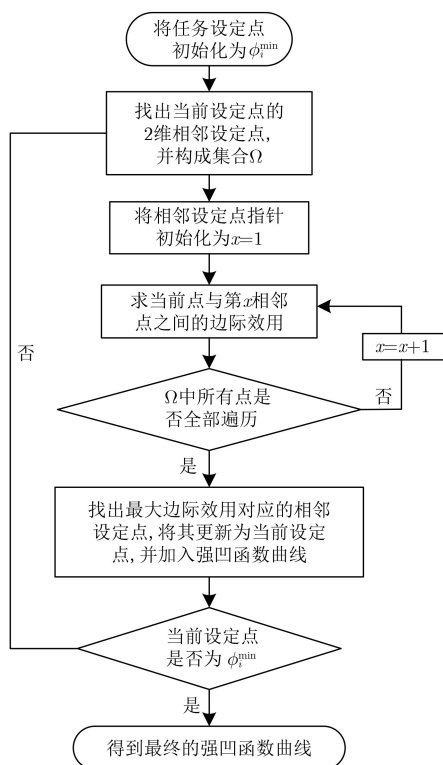 将任务设定点
初始化为ϕᵢᵐⁱⁿ
找出当前设定点的
2维相邻设定点,
并构成集合Ω
将相邻设定点指针
初始化为x=1
求当前点与第x相邻
点之间的边际效用
x=x+1
否
Ω中所有点是
否全部遍历
否
是
找出最大边际效用对应的相邻
设定点,将其更新为当前设定
点,并加入强凹函数曲线
当前设定点
是否为 ϕᵢᵐⁱⁿ
是
得到最终的强凹函数曲线